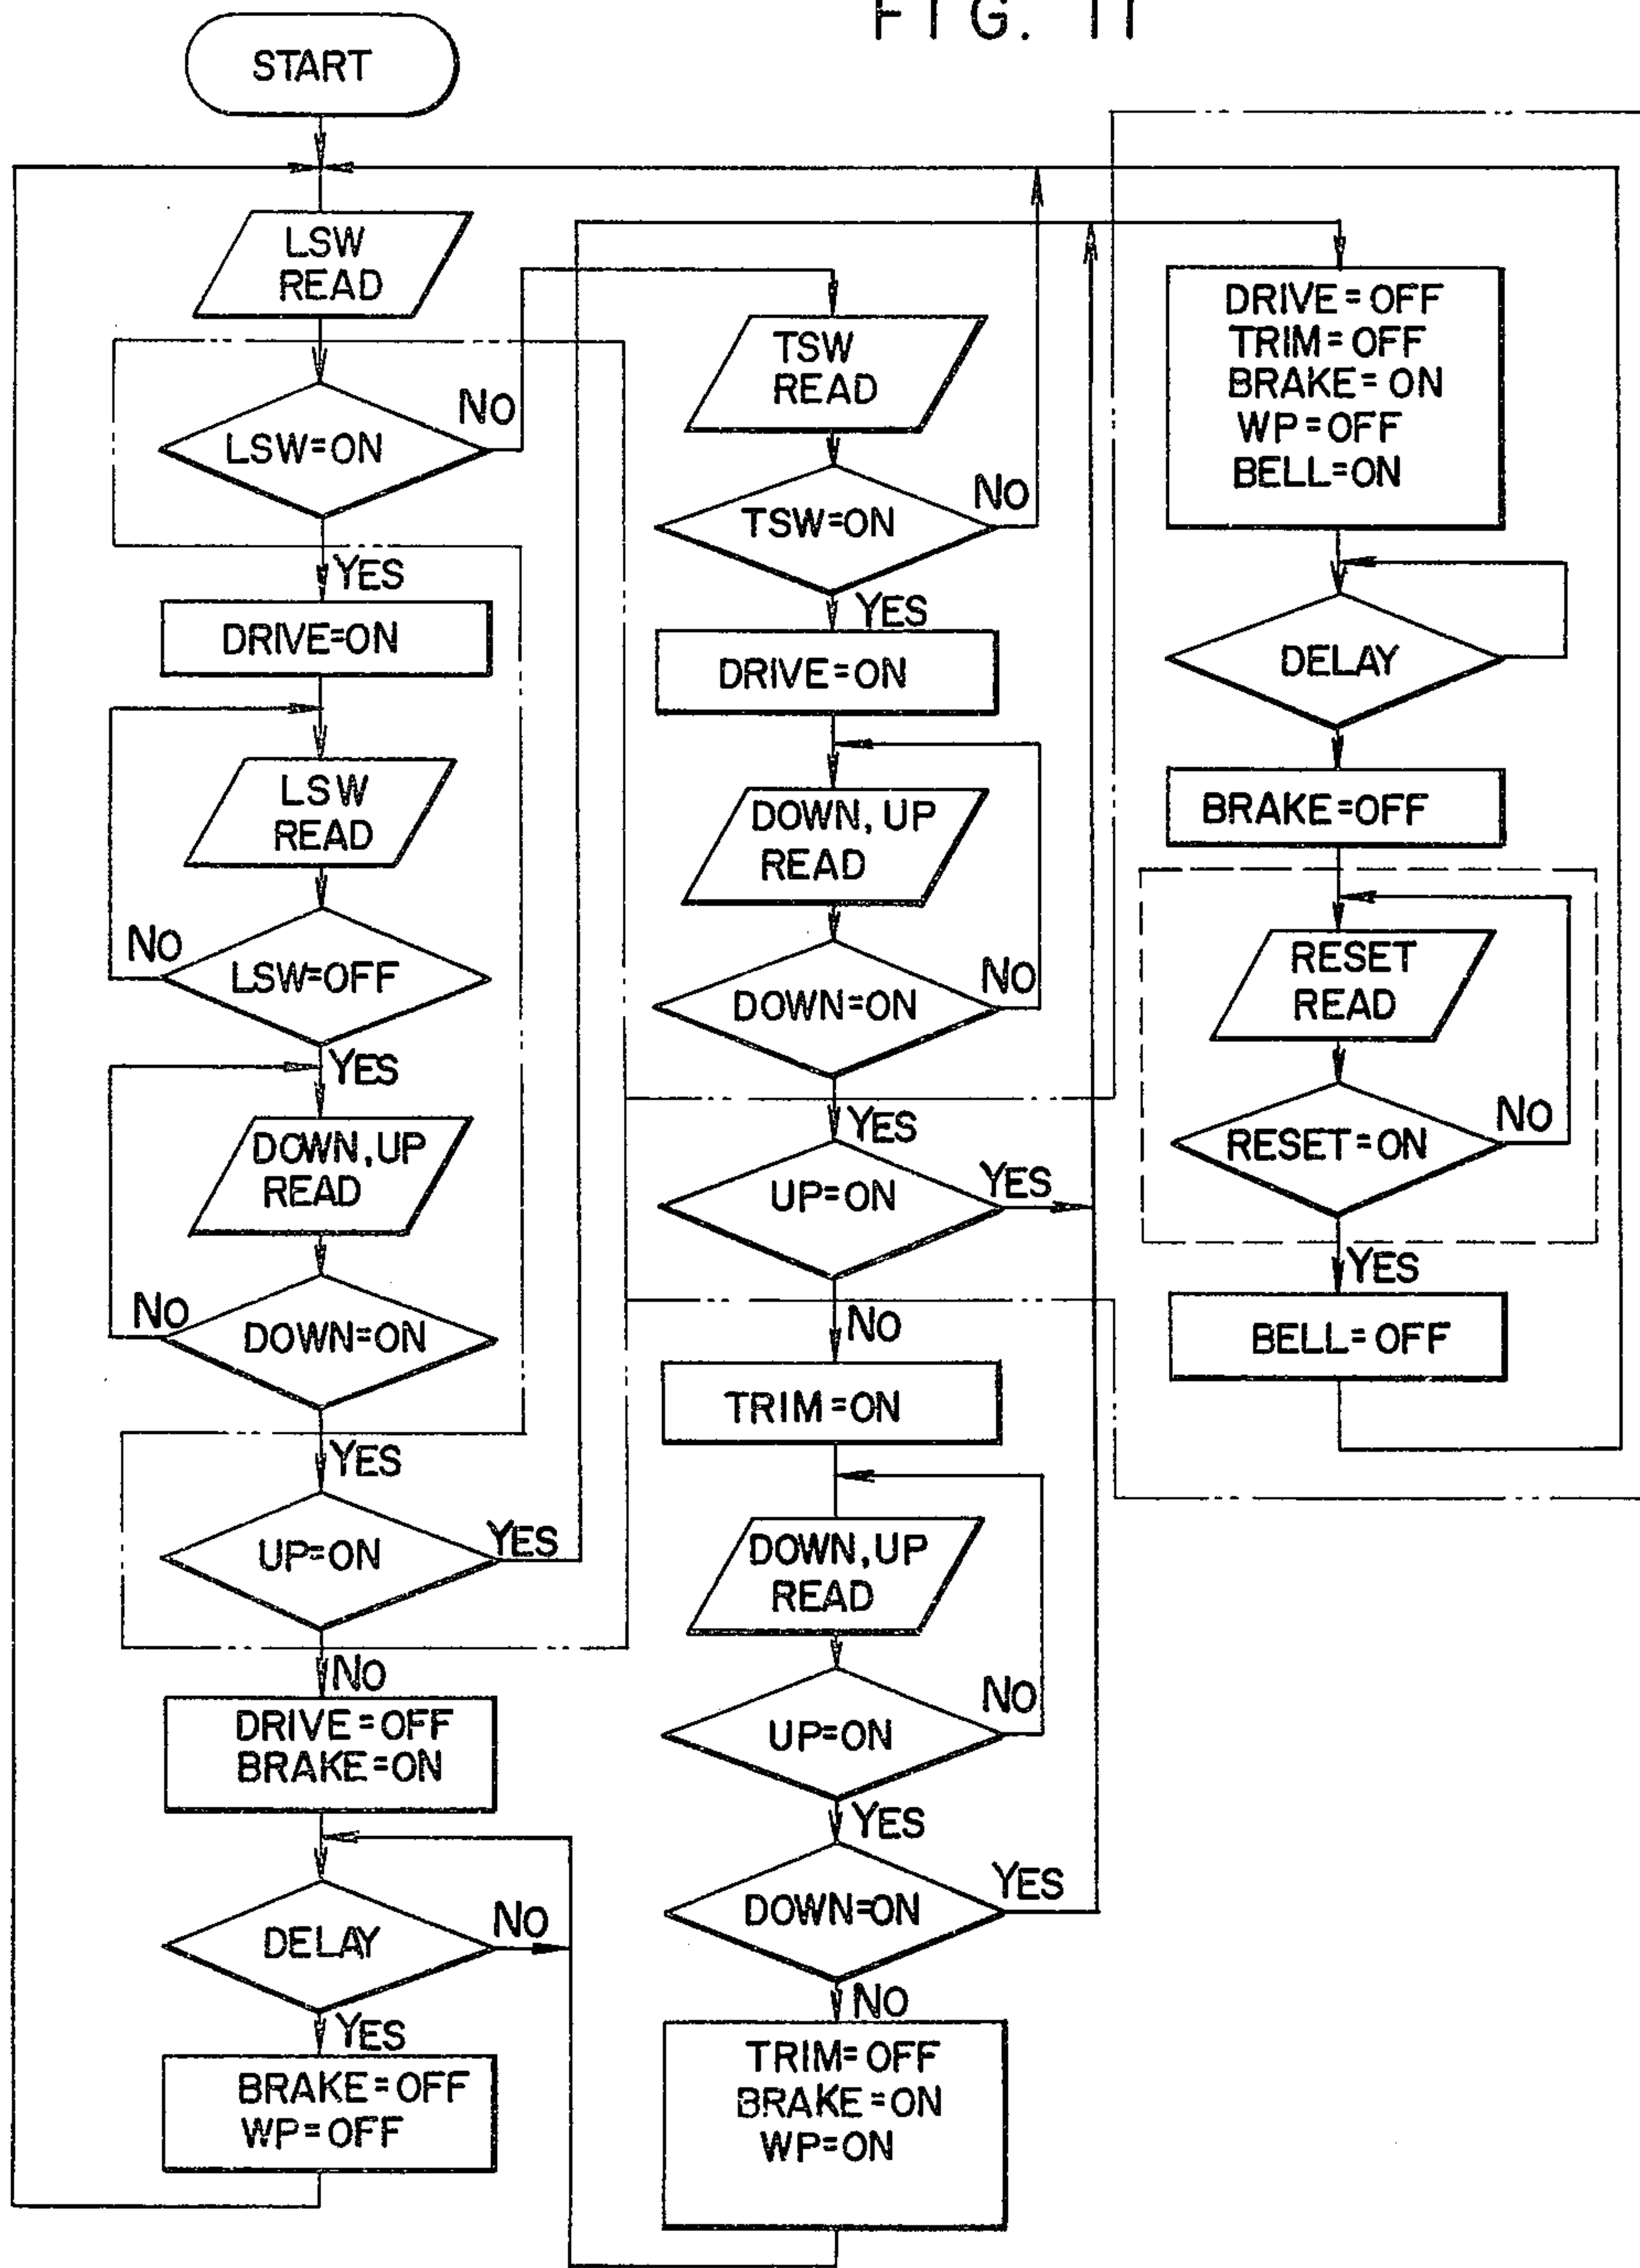 FIG. 11
START
LSW
READ
LSW=ON
NO
YES
DRIVE=ON
LSW
READ
LSW=OFF
NO
YES
DOWN, UP
READ
DOWN=ON
NO
YES
UP=ON
YES
NO
DRIVE=OFF
BRAKE=ON
DELAY
NO
YES
BRAKE=OFF
WP=OFF
TSW
READ
TSW=ON
NO
YES
DRIVE=ON
DOWN, UP
READ
DOWN=ON
NO
YES
UP=ON
YES
NO
TRIM=ON
DOWN, UP
READ
UP=ON
NO
YES
DOWN=ON
YES
NO
TRIM=OFF
BRAKE=ON
WP=ON
DRIVE=OFF
TRIM=OFF
BRAKE=ON
WP=OFF
BELL=ON
DELAY
BRAKE=OFF
RESET
READ
RESET=ON
NO
YES
BELL=OFF